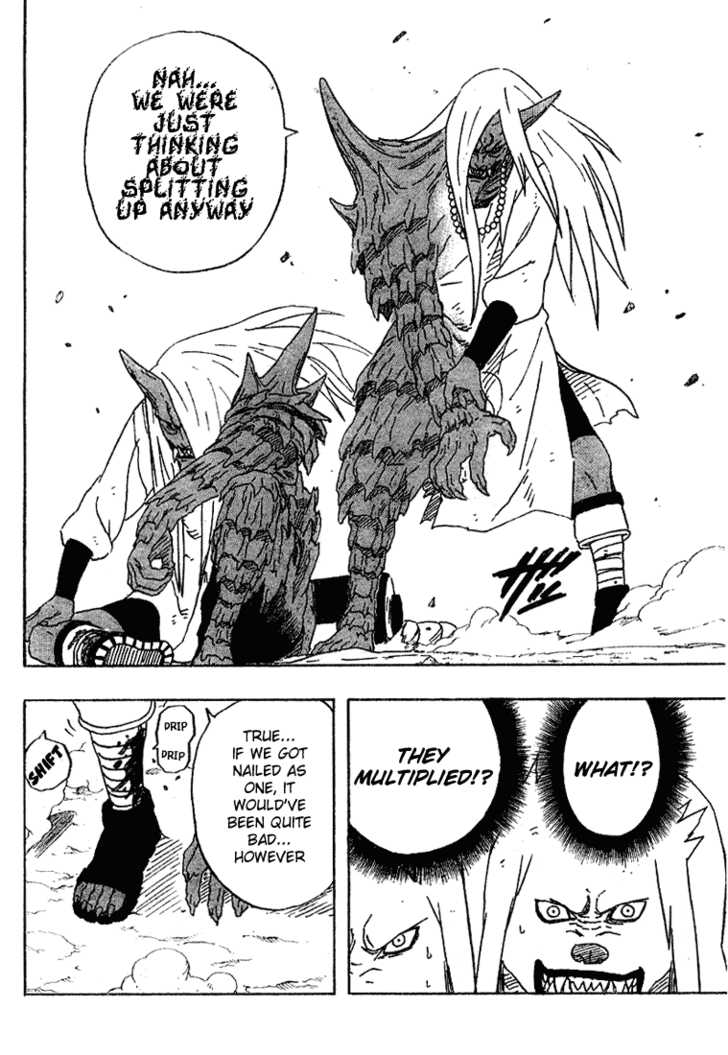 NAH...
WE WERE
JUST
THINKING
ABOUT
SPLITTING
UP ANYWAY
WHAT!?
THEY
MULTIPLIED!?
TRUE...
IF WE GOT
NAILED AS
ONE, IT
WOULD'VE
BEEN QUITE
BAD...
HOWEVER
DRIP
DRIP
SHIFT